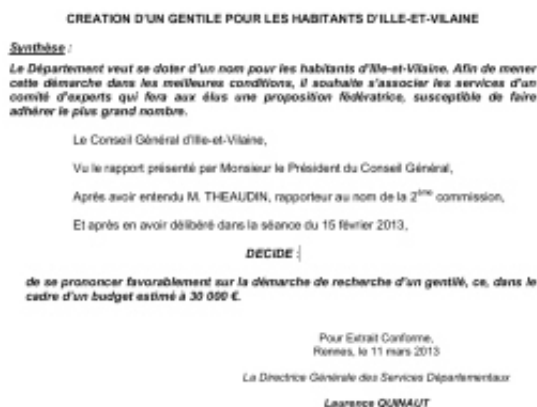 CREATION D'UN GENTILE POUR LES HABITANTS D'ILLE-ET-VILAINE
Synthèse :
Le Département veut se doter d'un nom pour les habitants d'Ille-et-Vilaine. Afin de mener
cette démarche dans les meilleures conditions, il souhaite s'associer les services d'un
comité d'experts qui fera aux élus une proposition fédératrice, susceptible de faire
adhérer le plus grand nombre.
Le Conseil Général d'Ille-et-Vilaine,
Vu le rapport présenté par Monsieur le Président du Conseil Général,
Après avoir entendu M. THEAUDIN, rapporteur au nom de la 2ème commission,
Et après en avoir délibéré dans la séance du 15 février 2013,
DECIDE :
de se prononcer favorablement sur la démarche de recherche d'un gentilé, ce, dans le
cadre d'un budget estimé à 30 000 €.
Pour Extrait Conforme,
Rennes, le 11 mars 2013
La Directrice Générale des Services Départementaux
Laurence QUINAUT